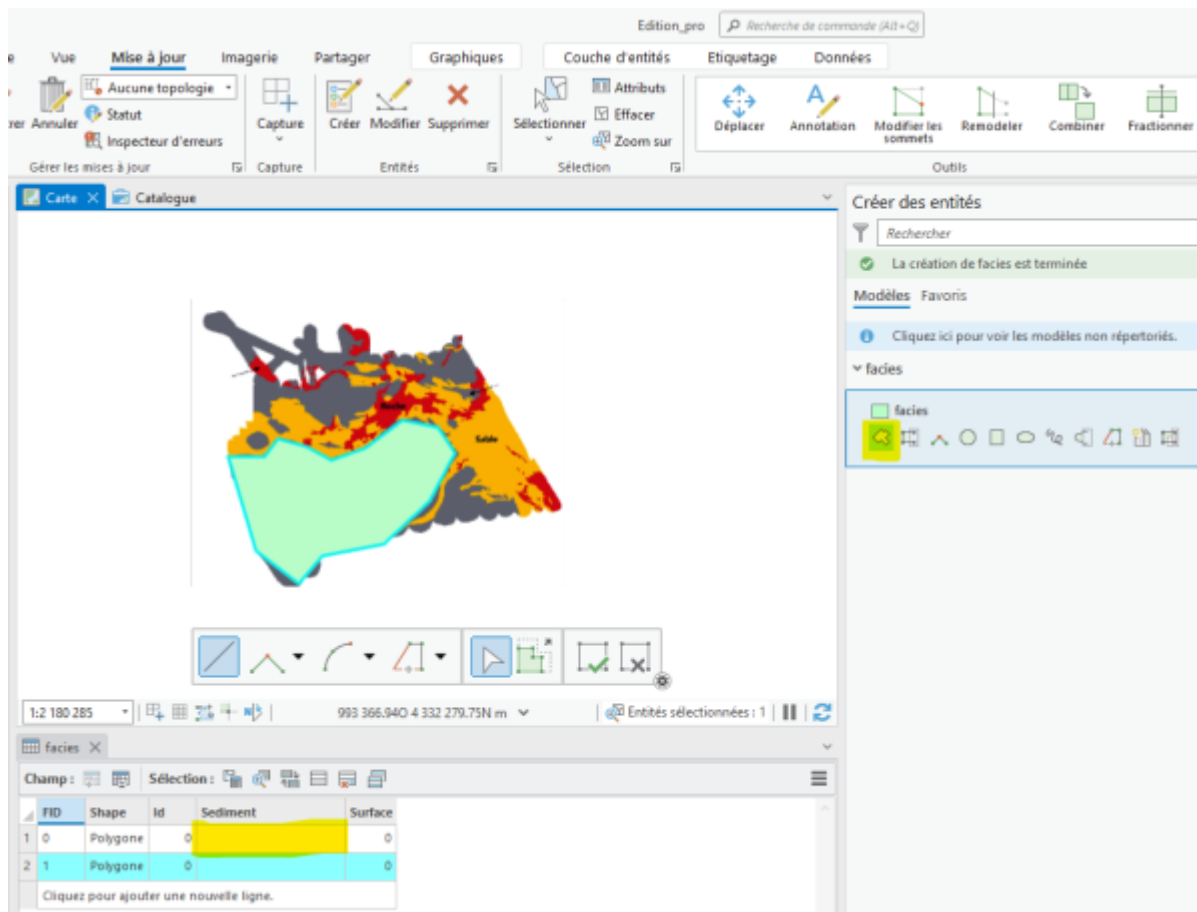 Edition_pro Recherche de commande (Alt+Q)
Vue Mise à jour Imagerie Partager Graphiques Couche d'entités Etiquetage Données
Annuler Aucune topologie
Statut
Inspecteur d'erreurs
Capture
Créer Modifier Supprimer
Sélectionner Attributs
Effacer
Zoom sur
Déplacer Annotation Modifier les sommets Remodeler Combiner Fractionner
Gérer les mises à jour Capture Entités Sélection Outils
Carte Catalogue
Créer des entités
Rechercher
La création de facies est terminée
Modèles Favoris
Cliquez ici pour voir les modèles non répertoriés.
facies
facies
Sable
1:2 180 285 993 366.94O 4 332 279.75N m Entités sélectionnées : 1
facies
Champ : Sélection :
FID Shape Id Sediment Surface
1 0 Polygone 0 0
2 1 Polygone 0 0
Cliquez pour ajouter une nouvelle ligne.